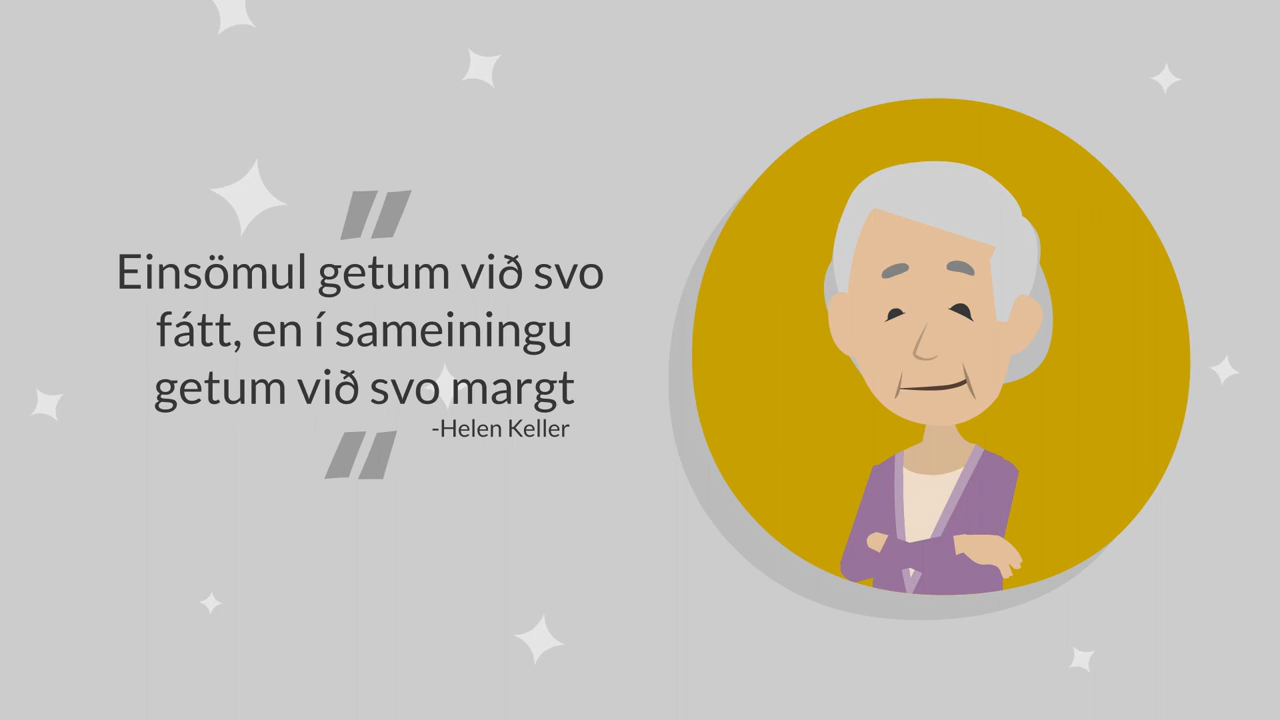 Einsömul getum við svo
fátt, en í sameiningu
getum við svo margt
-Helen Keller